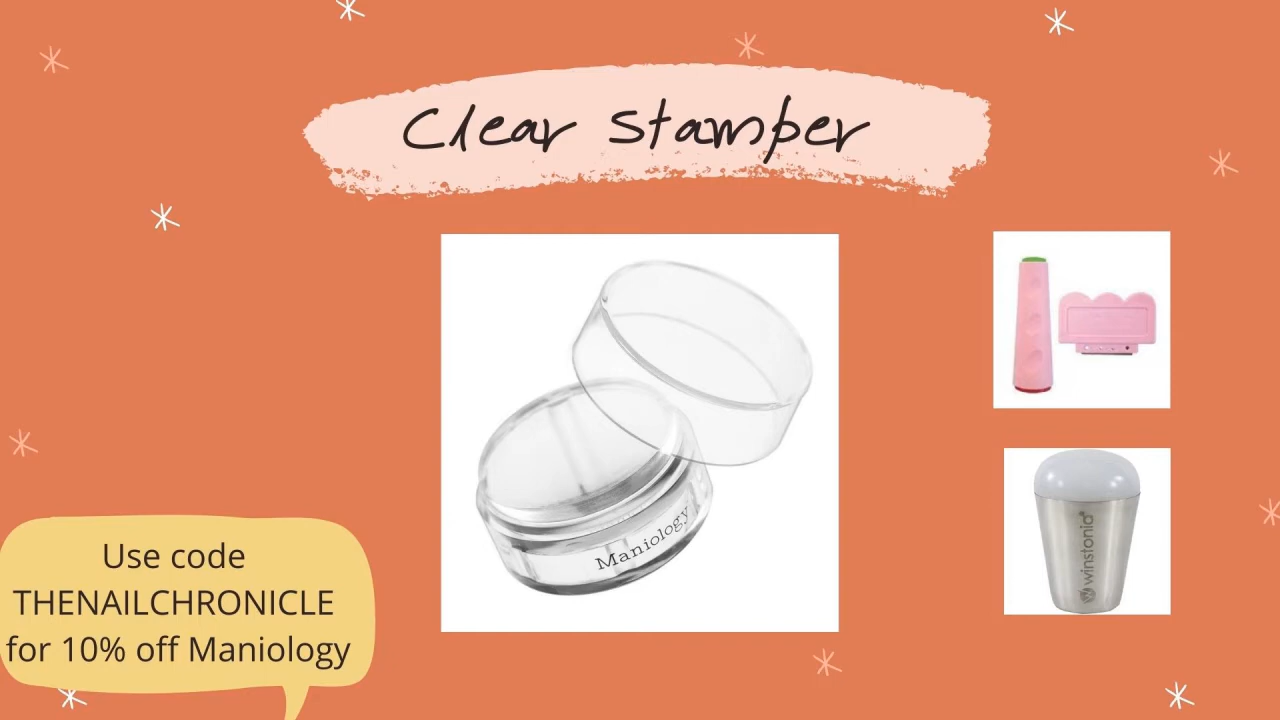 Clear Stamper
Maniology
winstonia
Use code
THENAILCHRONICLE
for 10% off Maniology